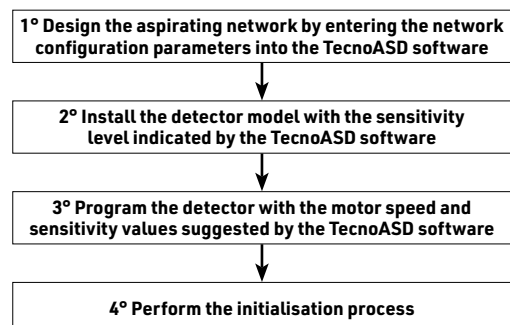 1° Design the aspirating network by entering the network
configuration parameters into the TecnoASD software
2° Install the detector model with the sensitivity
level indicated by the TecnoASD software
3° Program the detector with the motor speed and
sensitivity values suggested by the TecnoASD software
4° Perform the initialisation process